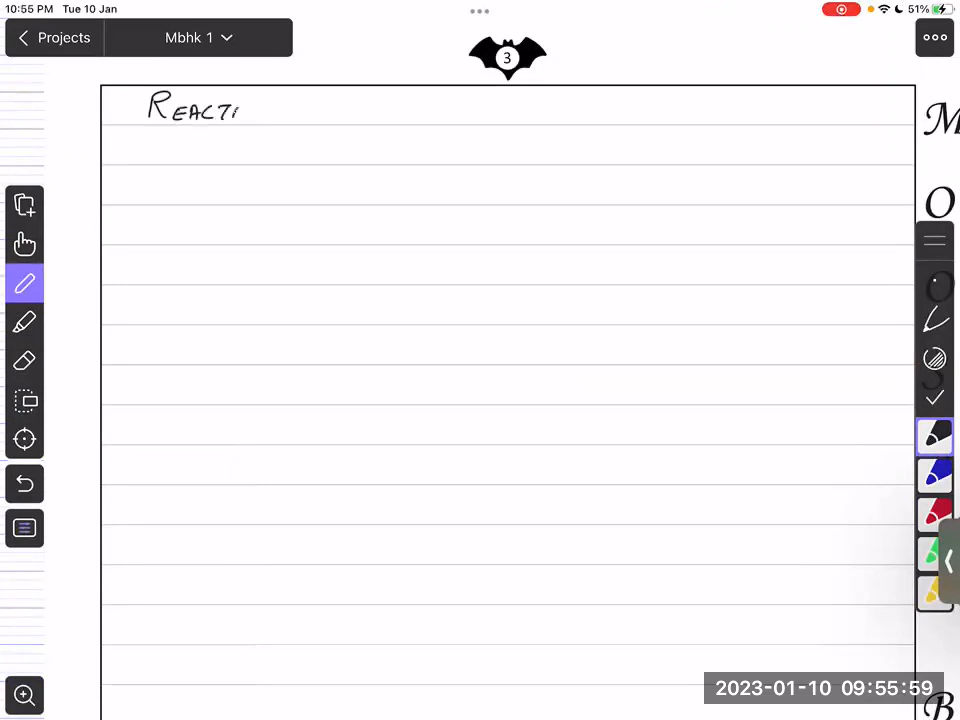 10:55 PM Tue 10 Jan
51%
Projects
Mbhk 1
3
REACTI
M
O
B
2023-01-10 09:55:59